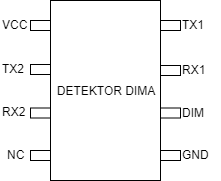 VCC
TX1
TX2
RX1
DETEKTOR DIMA
RX2
DIM
NC
GND